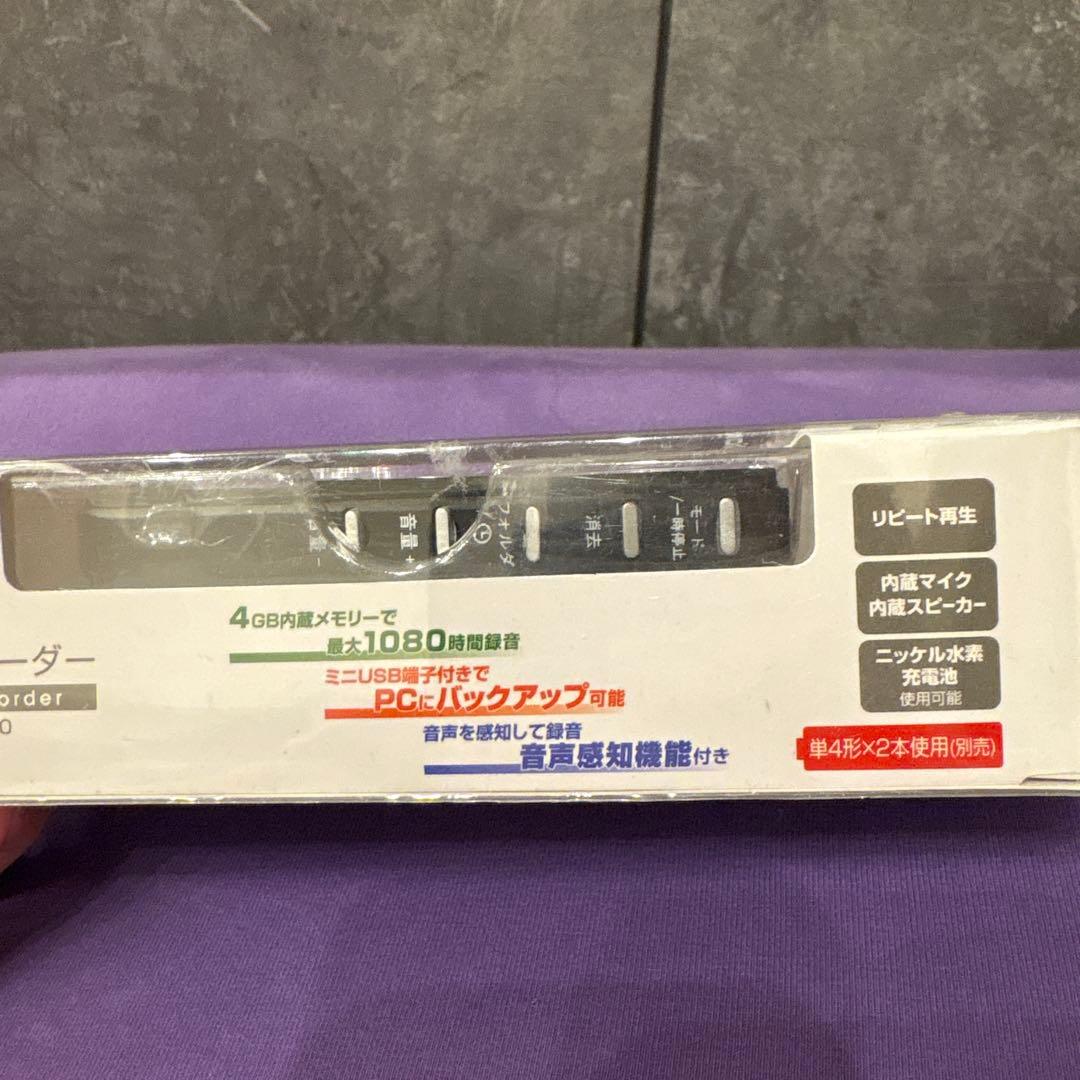 音量 -
音量 +
フォルダ
消去
モード
/一時停止
4GB内蔵メモリーで
最大1080時間録音
ミニUSB端子付きで
PCにバックアップ可能
音声を感知して録音
音声感知機能付き
ーダー
order
0
リピート再生
内蔵マイク
内蔵スピーカー
ニッケル水素
充電池
使用可能
単4形×2本使用(別売)